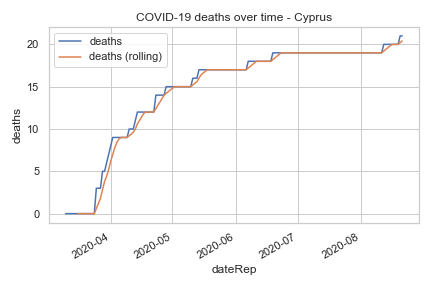 COVID-19 deaths over time - Cyprus
deaths
deaths (rolling)
20
15
10
5
0
deaths
2020-04
2020-05
2020-06
2020-07
2020-08
dateRep